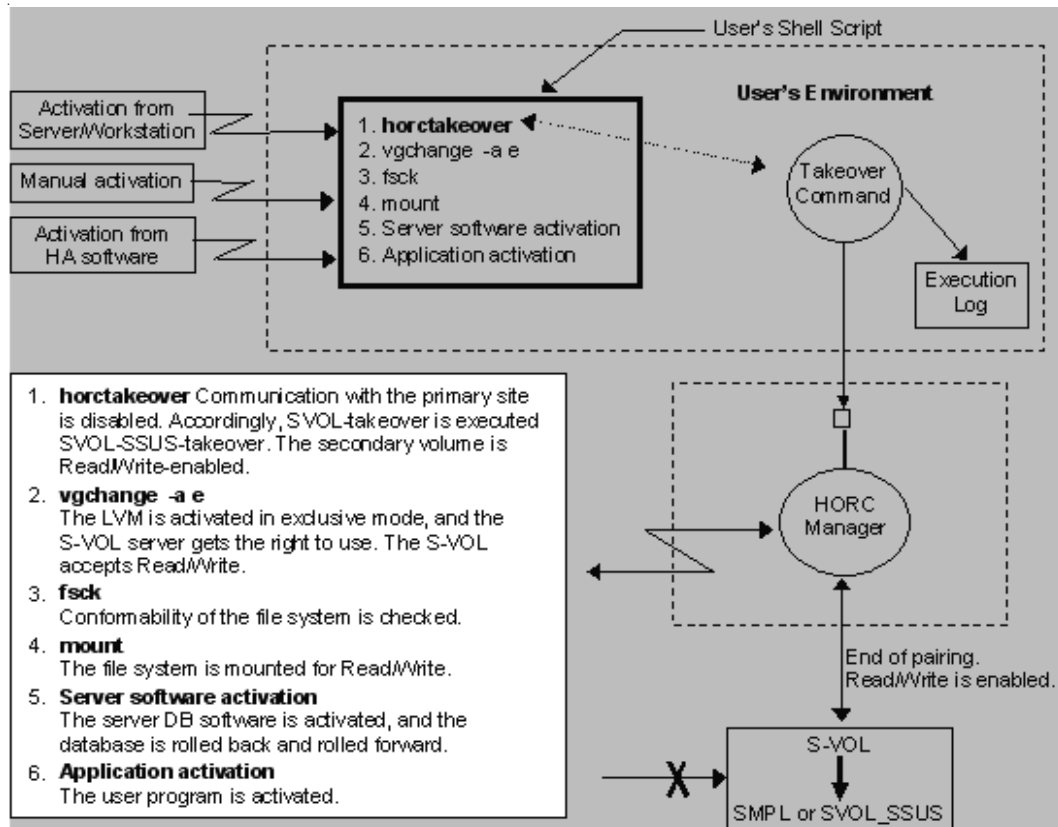 User's Shell Script
User's Environment
Activation from
Server/Workstation
Manual activation
Activation from
HA software
1. horctakeover
2. vgchange -a e
3. fsck
4. mount
5. Server software activation
6. Application activation
Takeover
Command
Execution
Log
1. horctakeover Communication with the primary site
is disabled. Accordingly, SVOL-takeover is executed
SVOL-SSUS-takeover. The secondary volume is
Read/Write-enabled.
2. vgchange -a e
The LVM is activated in exclusive mode, and the
S-VOL server gets the right to use. The S-VOL
accepts Read/Write.
3. fsck
Conformability of the file system is checked.
4. mount
The file system is mounted for Read/Write.
5. Server software activation
The server DB software is activated, and the
database is rolled back and rolled forward.
6. Application activation
The user program is activated.
HORC
Manager
End of pairing.
Read/Write is enabled.
S-VOL
SMPL or SVOL_SSUS